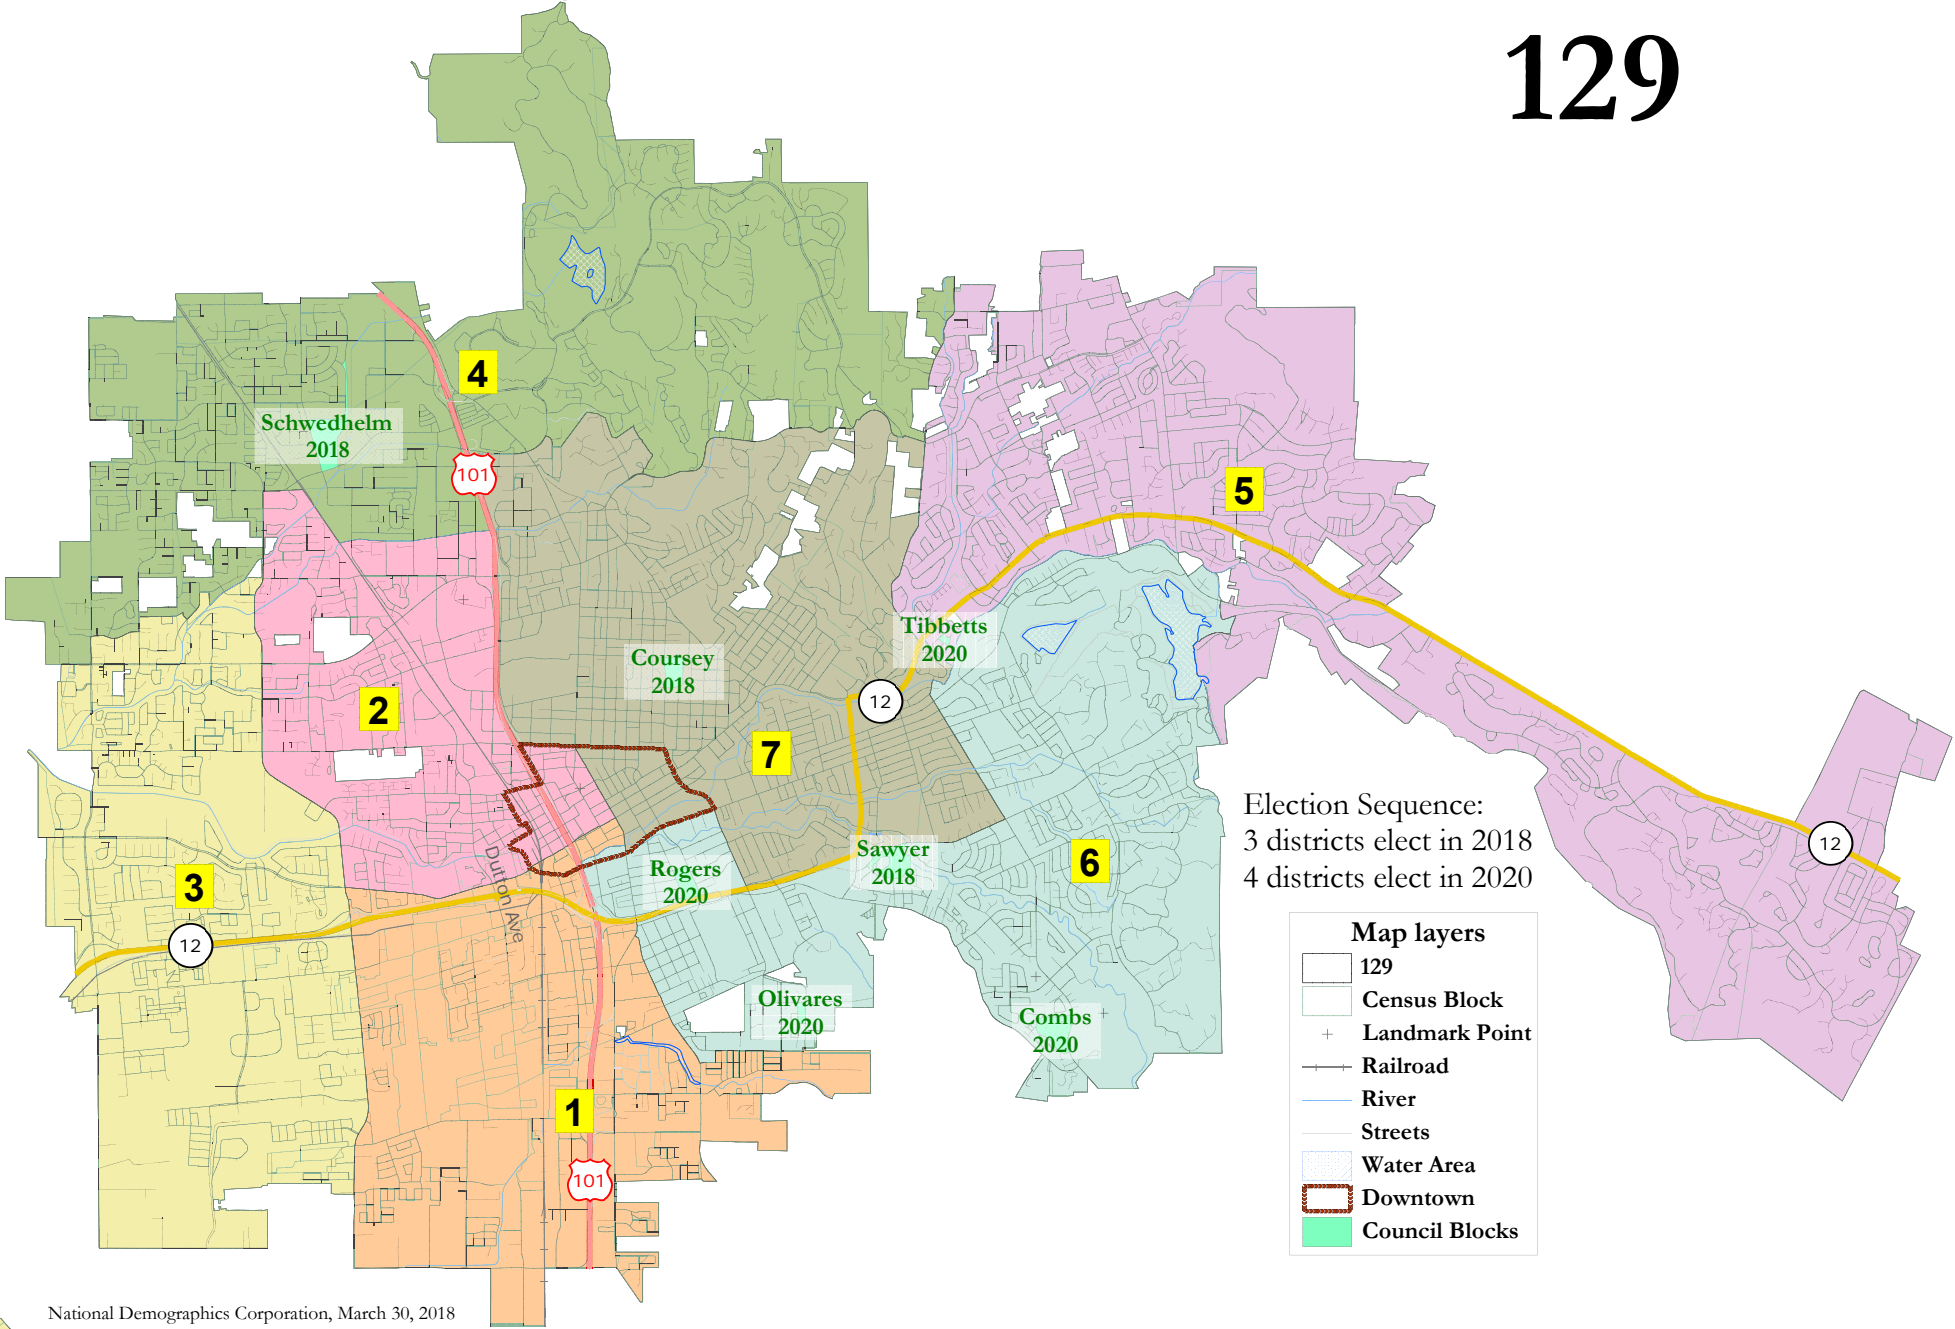 129
4
Schwedhelm
2018
101
5
Tibbetts
2020
Coursey
2018
12
2
7
Election Sequence:
3 districts elect in 2018
4 districts elect in 2020
12
Sawyer
2018
6
Rogers
2020
Dutton Ave
3
12
Olivares
2020
Combs
2020
1
101
Map layers
129
Census Block
Landmark Point
Railroad
River
Streets
Water Area
Downtown
Council Blocks
National Demographics Corporation, March 30, 2018